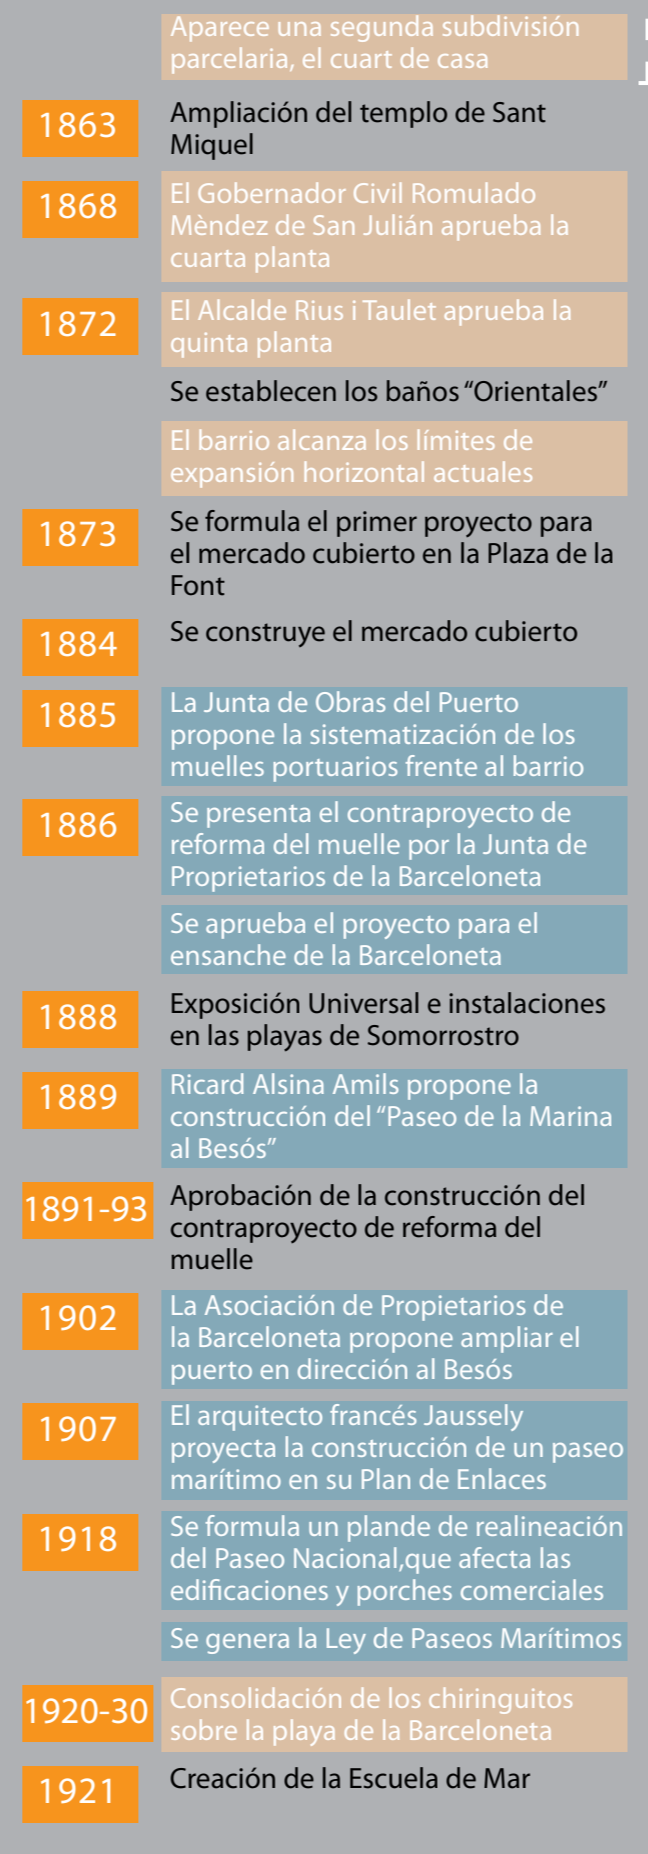 Aparece una segunda subdivisión
parcelaria, el cuart de casa
1863
Ampliación del templo de Sant
Miquel
1868
El Gobernador Civil Romulado
Mèndez de San Julián aprueba la
cuarta planta
1872
El Alcalde Rius i Taulet aprueba la
quinta planta
Se establecen los baños “Orientales”
El barrio alcanza los límites de
expansión horizontal actuales
1873
Se formula el primer proyecto para
el mercado cubierto en la Plaza de la
Font
1884
Se construye el mercado cubierto
1885
La Junta de Obras del Puerto
propone la sistematización de los
muelles portuarios frente al barrio
1886
Se presenta el contraproyecto de
reforma del muelle por la Junta de
Proprietarios de la Barceloneta
Se aprueba el proyecto para el
ensanche de la Barceloneta
1888
Exposición Universal e instalaciones
en las playas de Somorrostro
1889
Ricard Alsina Amils propone la
construcción del “Paseo de la Marina
al Besós”
1891-93
Aprobación de la construcción del
contraproyecto de reforma del
muelle
1902
La Asociación de Propietarios de
la Barceloneta propone ampliar el
puerto en dirección al Besós
1907
El arquitecto francés Jaussely
proyecta la construcción de un paseo
marítimo en su Plan de Enlaces
1918
Se formula un plande de realineación
del Paseo Nacional,que afecta las
edificaciones y porches comerciales
Se genera la Ley de Paseos Marítimos
1920-30
Consolidación de los chiringuitos
sobre la playa de la Barceloneta
1921
Creación de la Escuela de Mar